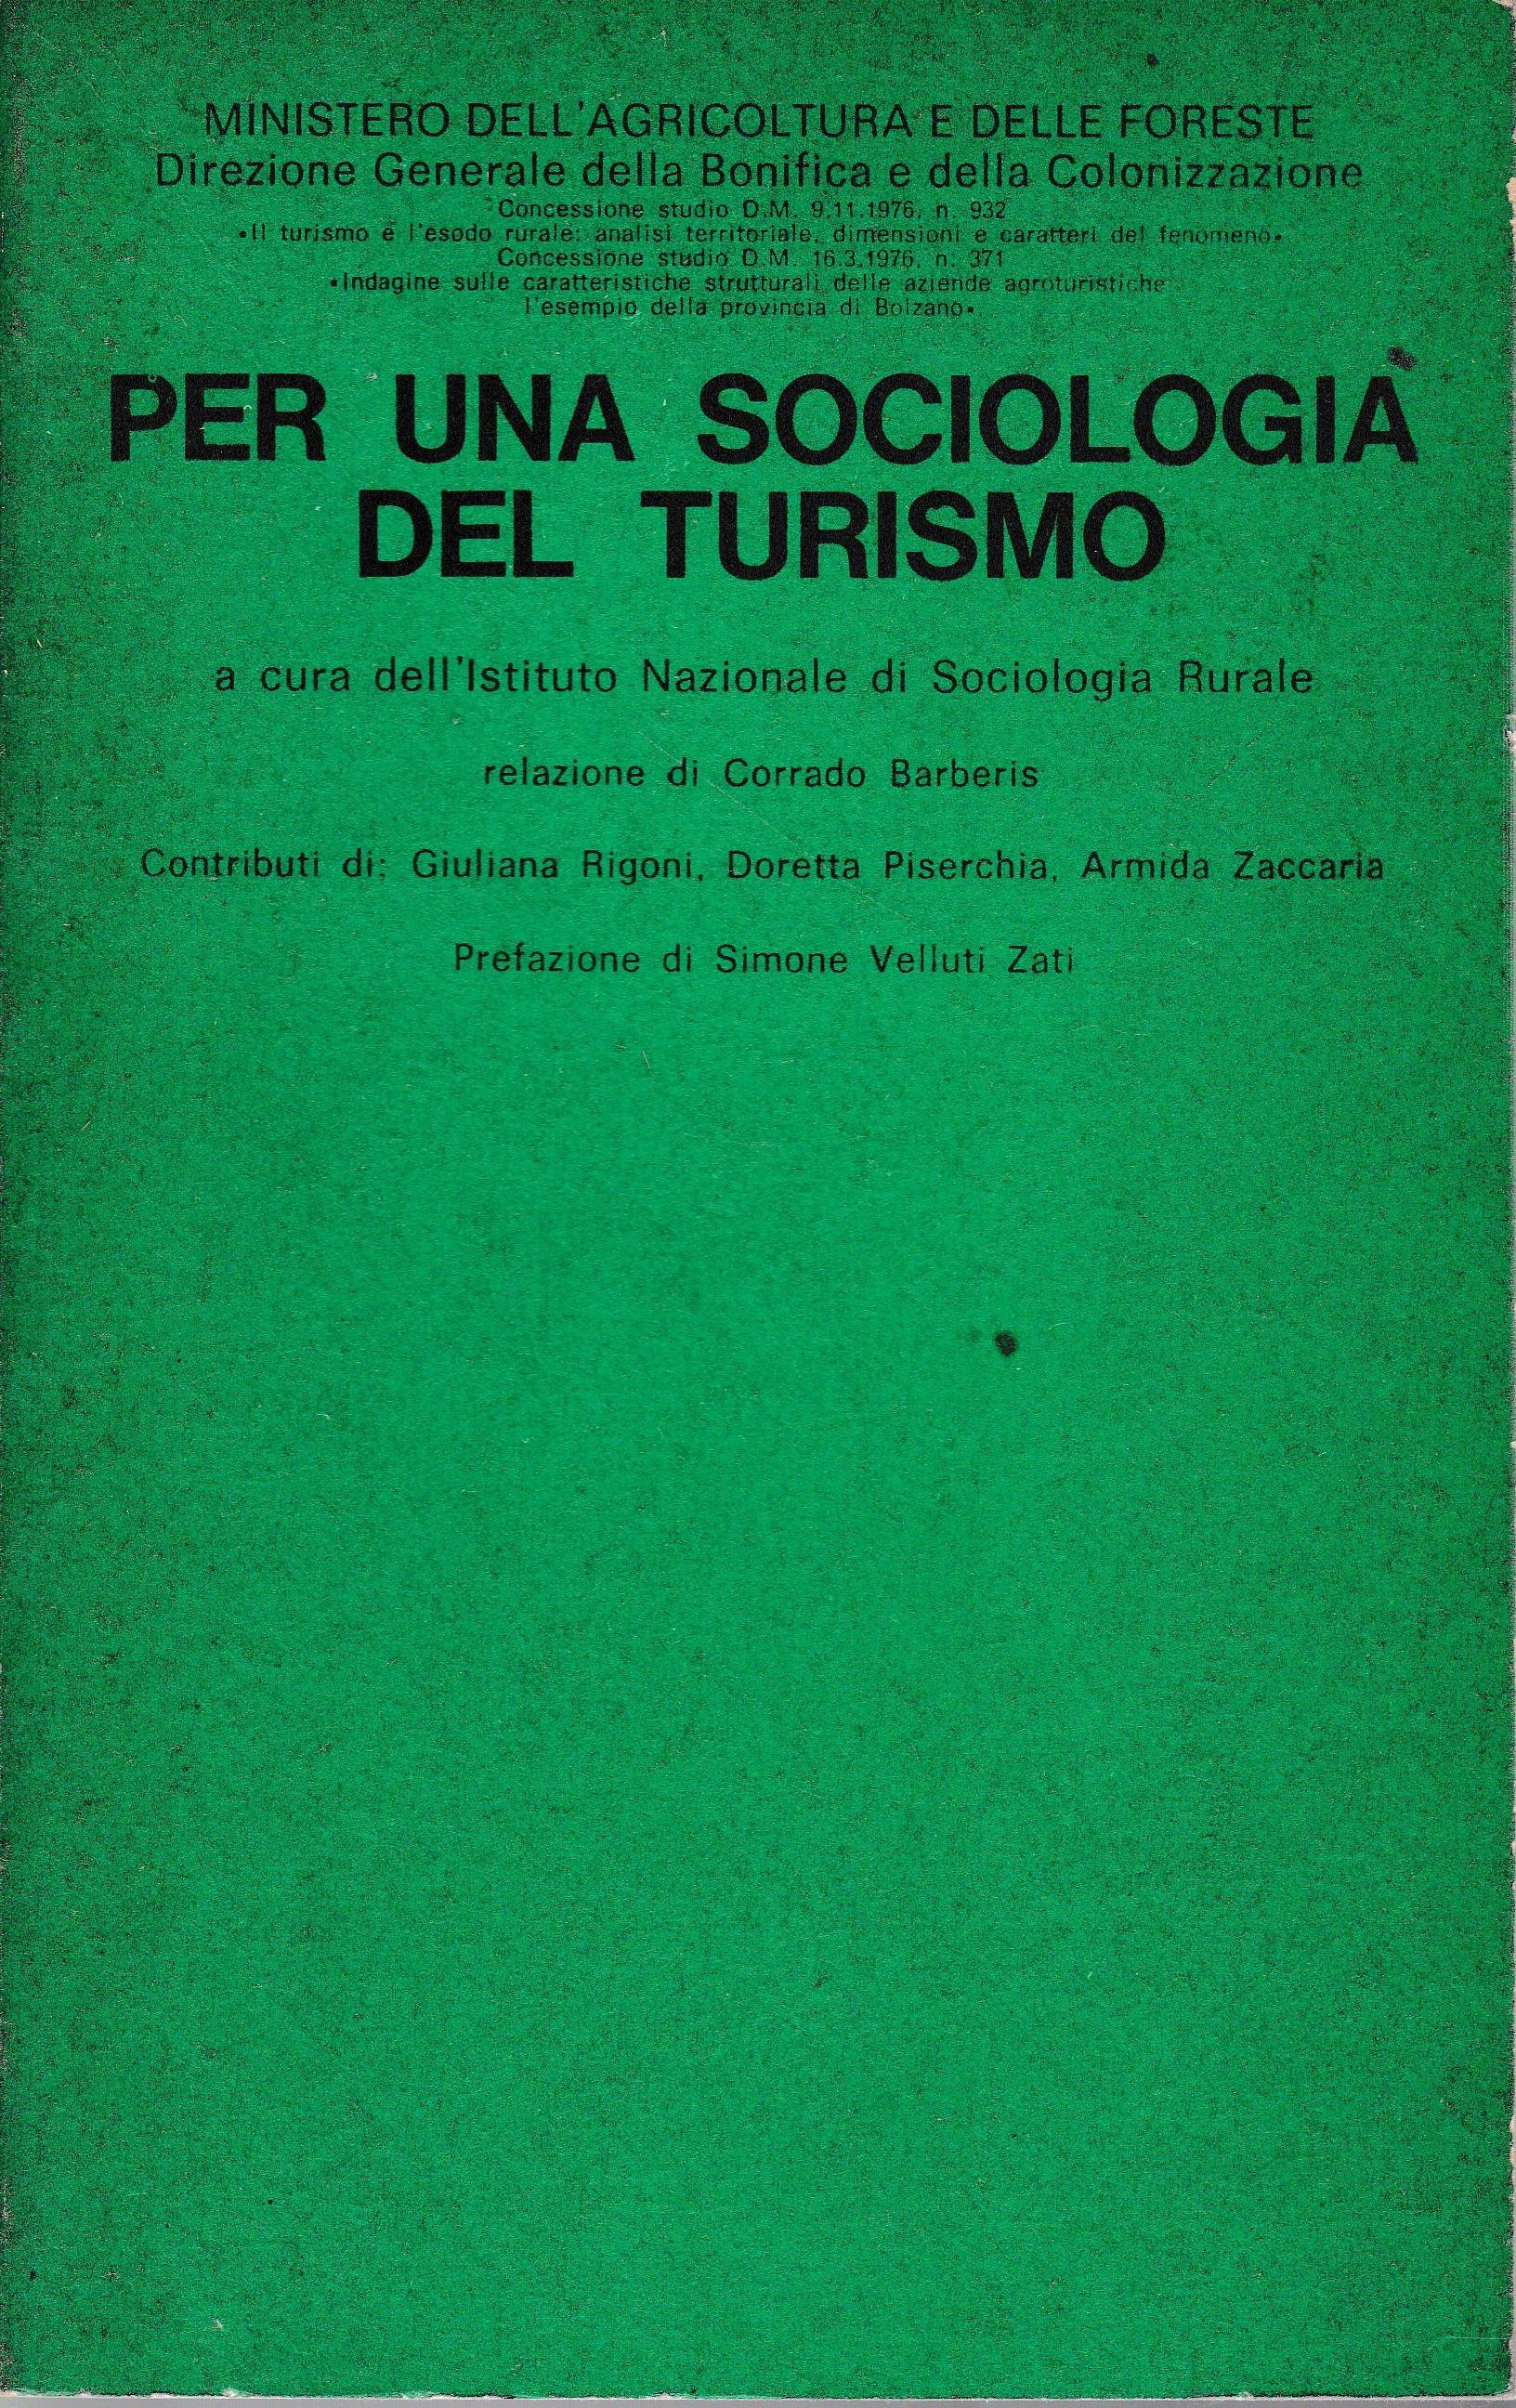 MINISTERO DELL'AGRICOLTURA E DELLE FORESTE
Direzione Generale della Bonifica e della Colonizzazione
Concessione studio D.M. 9.11.1976, n. 932
«Il turismo e l'esodo rurale: analisi territoriale, dimensioni e caratteri del fenomeno»
Concessione studio D.M. 16.3.1976, n. 371
«Indagine sulle caratteristiche strutturali delle aziende agroturistiche
l'esempio della provincia di Bolzano»
PER UNA SOCIOLOGIA
DEL TURISMO
a cura dell'Istituto Nazionale di Sociologia Rurale
relazione di Corrado Barberis
Contributi di: Giuliana Rigoni, Doretta Piserchia, Armida Zaccaria
Prefazione di Simone Velluti Zati